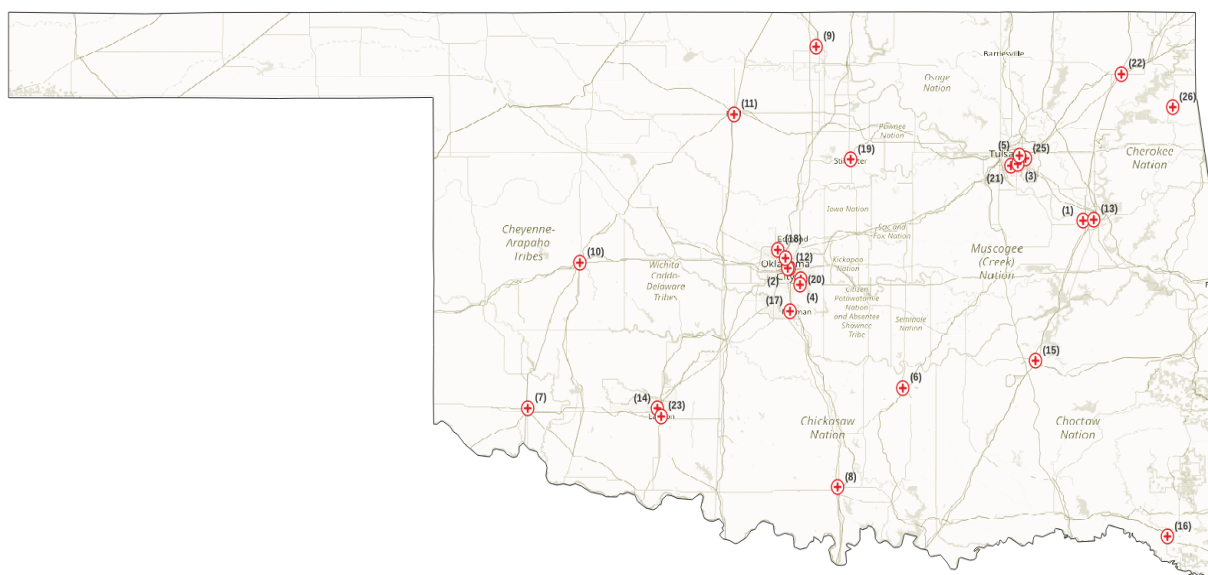 (9)
Bartlesville
(22)
Osage
Nation
(26)
(11)
Pawnee
Nation
(5)
(25)
Tulsa
(19)
(21)
(3)
Cherokee
Nation
Iowa Nation
(1)
(13)
Cheyenne-
Arapaho
Tribes
Sac and
Fox Nation
(18)
Muscogee
(Creek)
Nation
(10)
(12)
Wichita
Caddo-
Delaware
Tribes
Kickapoo
Nation
(2)
(20)
(4)
Citizen
Potawatamie
Nation
and Absentee
Shawnee
Tribe
(17)
Seminole
Nation
(15)
(6)
(7)
(14)
(23)
Chickasaw
Nation
Choctaw
Nation
(8)
(16)